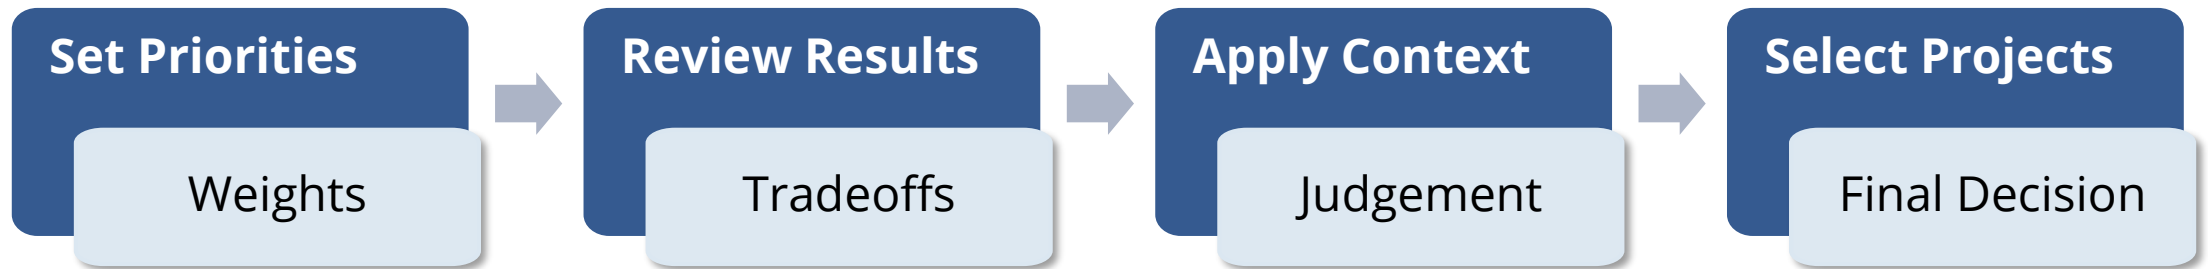 Set Priorities
Weights
Review Results
Tradeoffs
Apply Context
Judgement
Select Projects
Final Decision